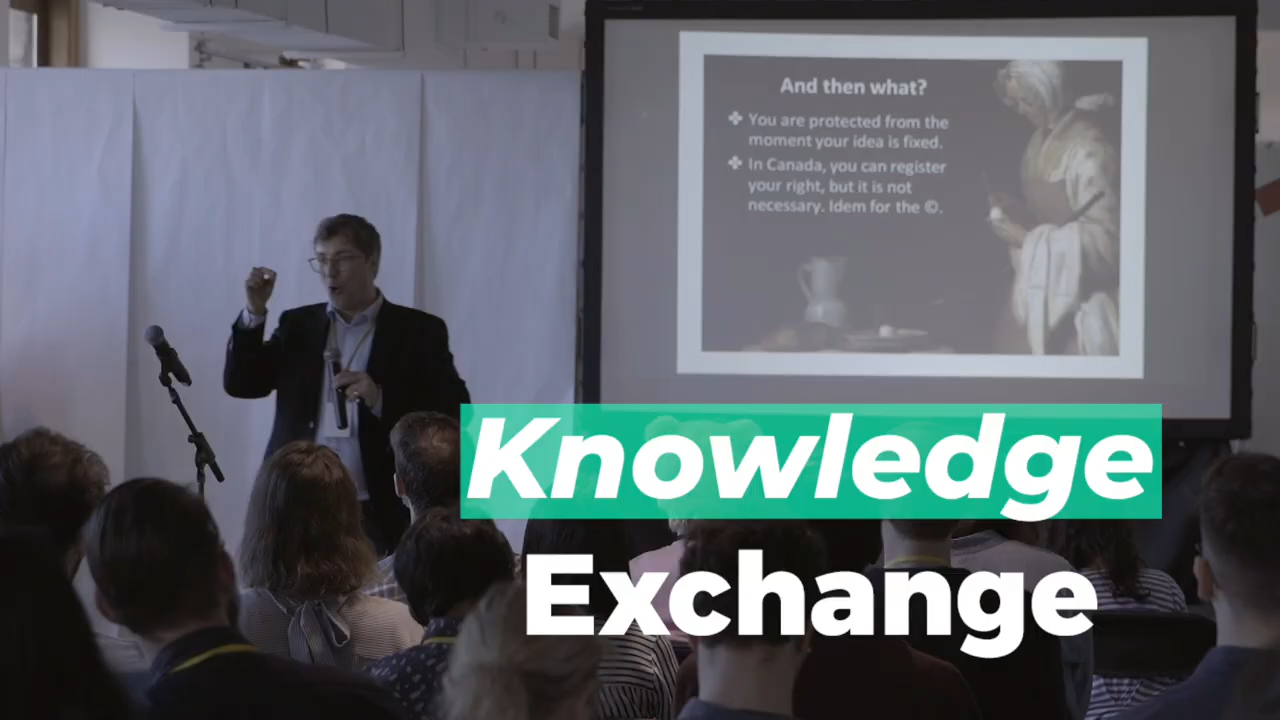 And then what?
✤ You are protected from the
moment your idea is fixed.
✤ In Canada, you can register
your right, but it is not
necessary. Idem for the ©.
Knowledge
Exchange